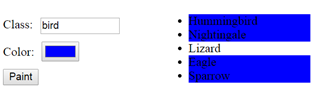 Class: bird
Color:
Paint
Hummingbird
Nightingale
Lizard
Eagle
Sparrow